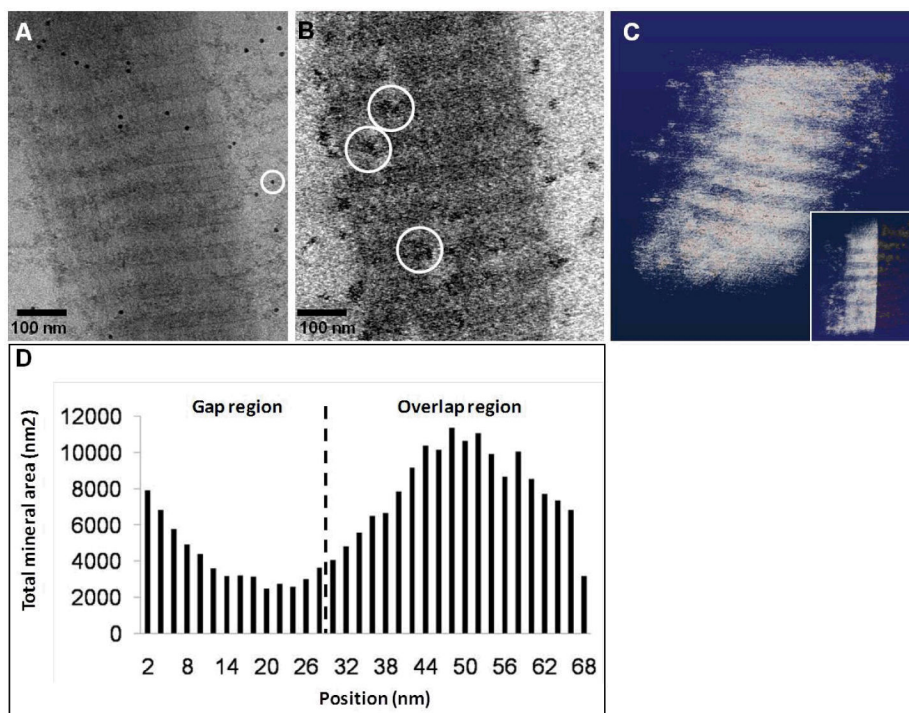 A
100 nm
B
100 nm
C
D
Gap region
Overlap region
Total mineral area (nm2)
12000
10000
8000
6000
4000
2000
0
2 8 14 20 26 32 38 44 50 56 62 68
Position (nm)